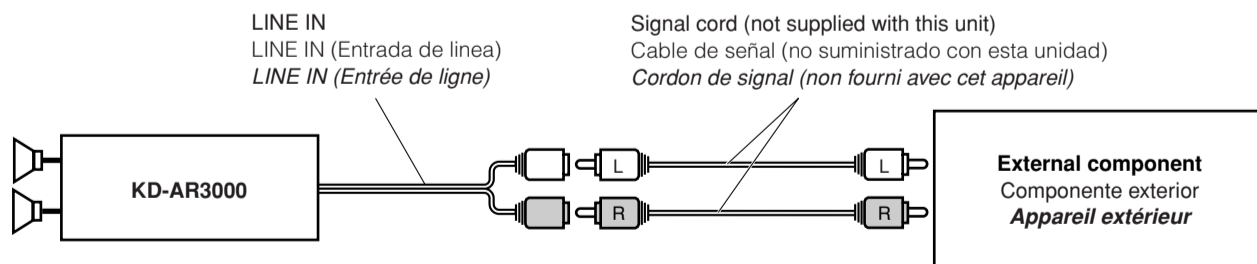 LINE IN
LINE IN (Entrada de linea)
LINE IN (Entrée de ligne)
Signal cord (not supplied with this unit)
Cable de señal (no suministrado con esta unidad)
Cordon de signal (non fourni avec cet appareil)
KD-AR3000
L
L
R
R
External component
Componente exterior
Appareil extérieur